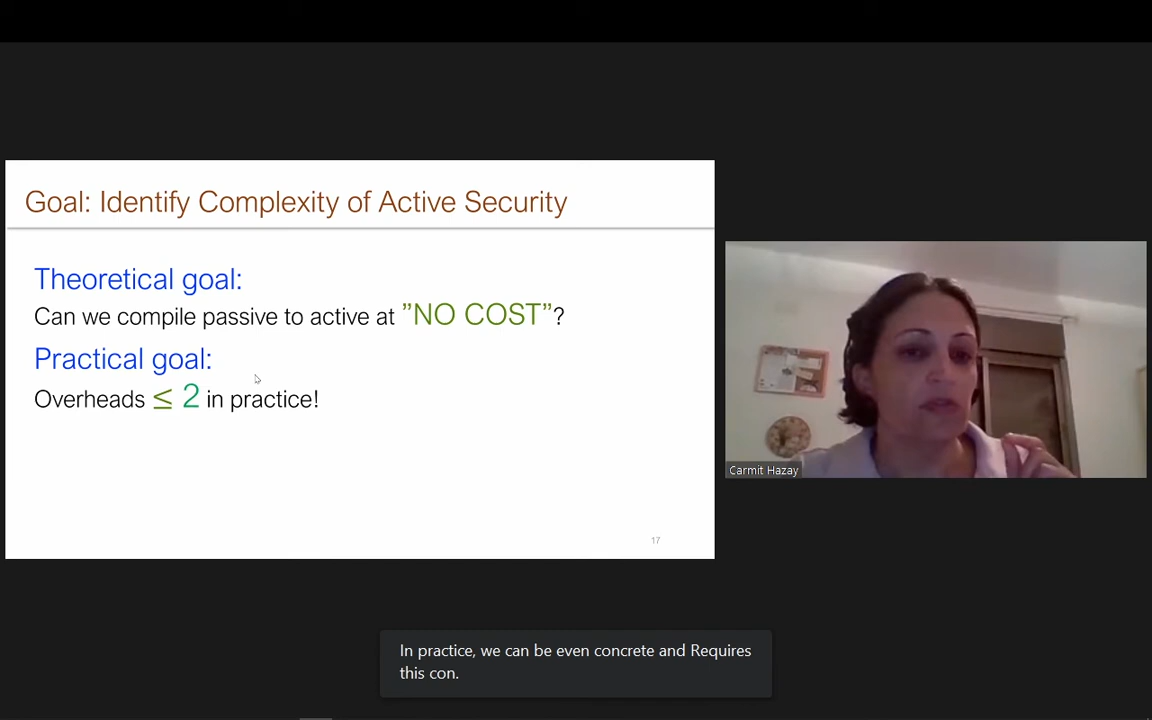 Goal: Identify Complexity of Active Security
Theoretical goal:
Can we compile passive to active at ”NO COST”?
Practical goal:
Overheads ≤ 2 in practice!
17
Carmit Hazay
In practice, we can be even concrete and Requires
this con.